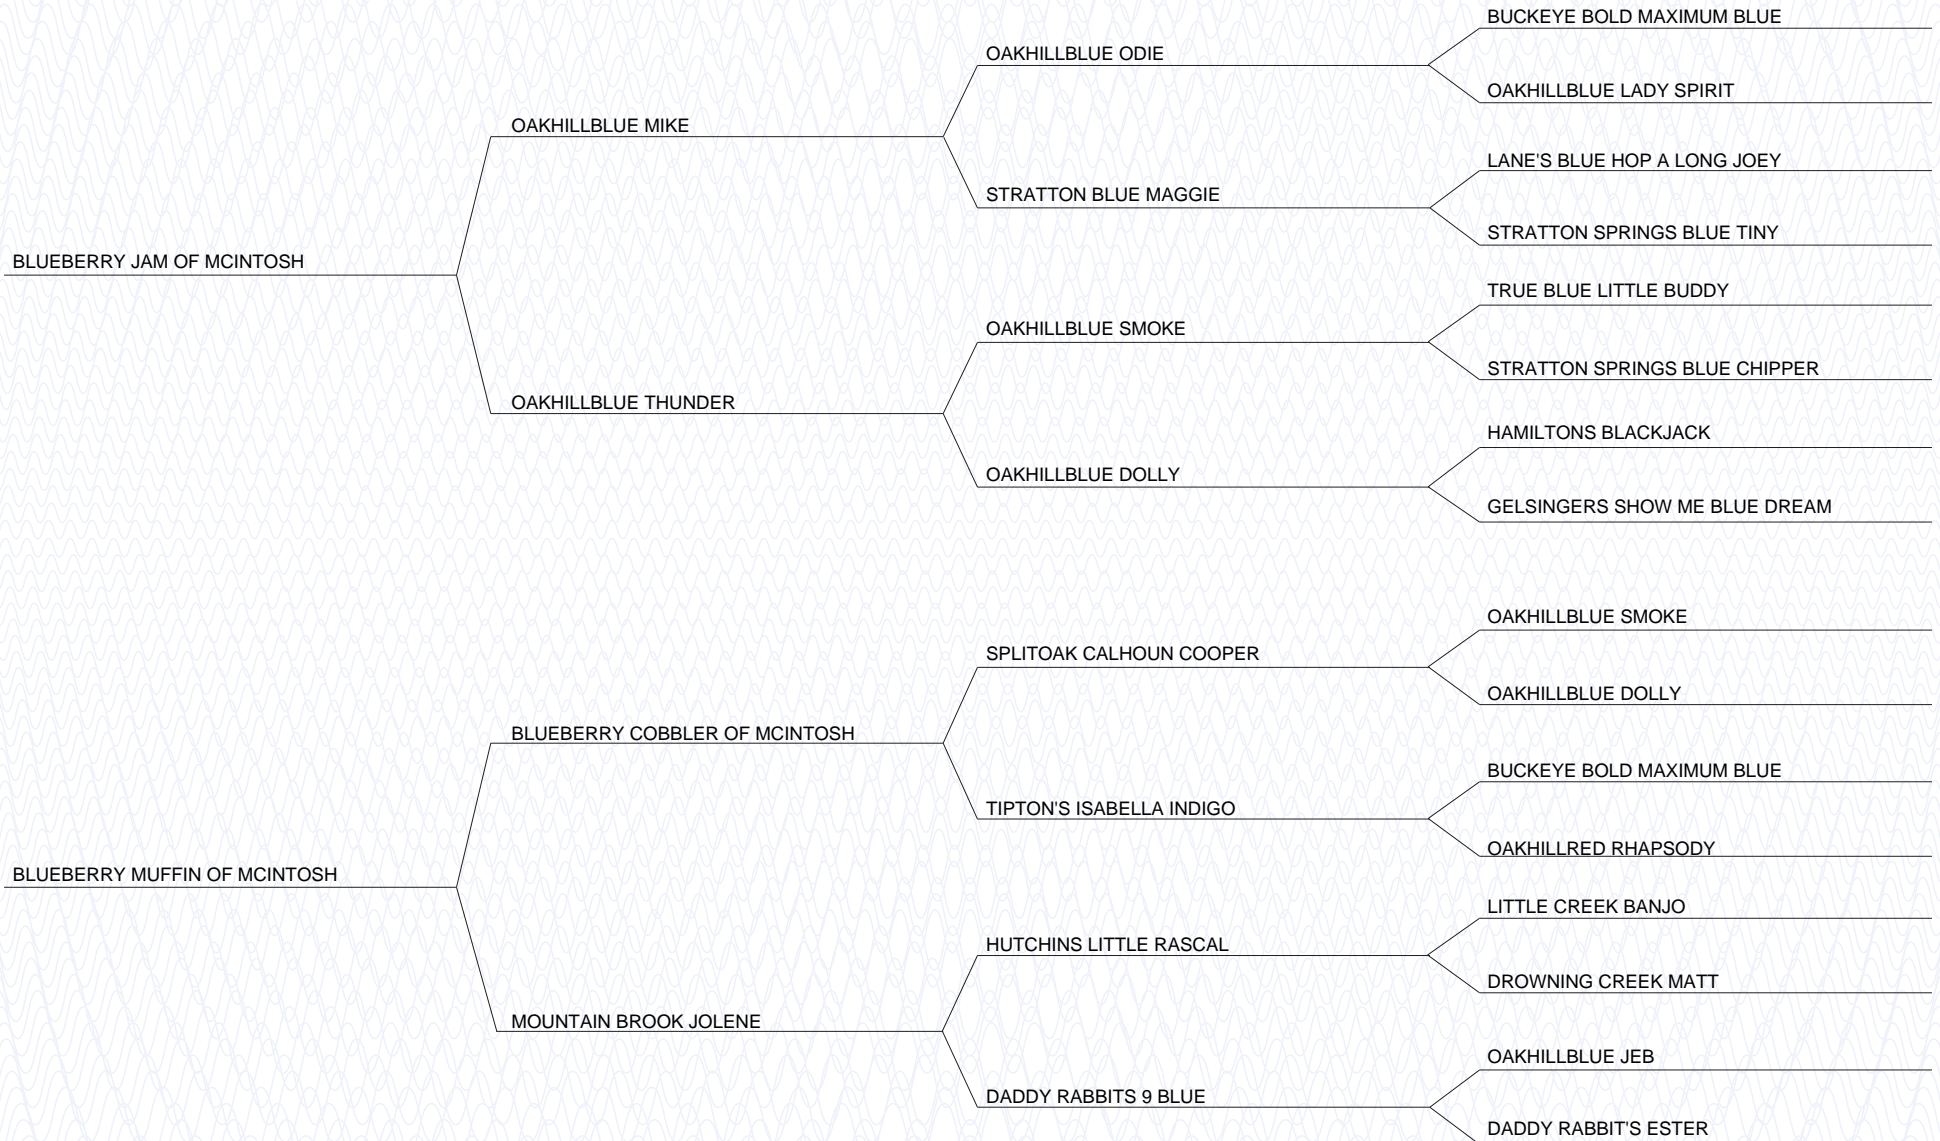 BUCKEYE BOLD MAXIMUM BLUE
OAKHILLBLUE ODIE
OAKHILLBLUE LADY SPIRIT
OAKHILLBLUE MIKE
LANE'S BLUE HOP A LONG JOEY
STRATTON BLUE MAGGIE
STRATTON SPRINGS BLUE TINY
BLUEBERRY JAM OF MCINTOSH
TRUE BLUE LITTLE BUDDY
OAKHILLBLUE SMOKE
STRATTON SPRINGS BLUE CHIPPER
OAKHILLBLUE THUNDER
HAMILTONS BLACKJACK
OAKHILLBLUE DOLLY
GELSINGERS SHOW ME BLUE DREAM
OAKHILLBLUE SMOKE
SPLITOAK CALHOUN COOPER
OAKHILLBLUE DOLLY
BLUEBERRY COBBLER OF MCINTOSH
BUCKEYE BOLD MAXIMUM BLUE
TIPTON'S ISABELLA INDIGO
OAKHILLRED RHAPSODY
BLUEBERRY MUFFIN OF MCINTOSH
LITTLE CREEK BANJO
HUTCHINS LITTLE RASCAL
DROWNING CREEK MATT
MOUNTAIN BROOK JOLENE
OAKHILLBLUE JEB
DADDY RABBITS 9 BLUE
DADDY RABBIT'S ESTER